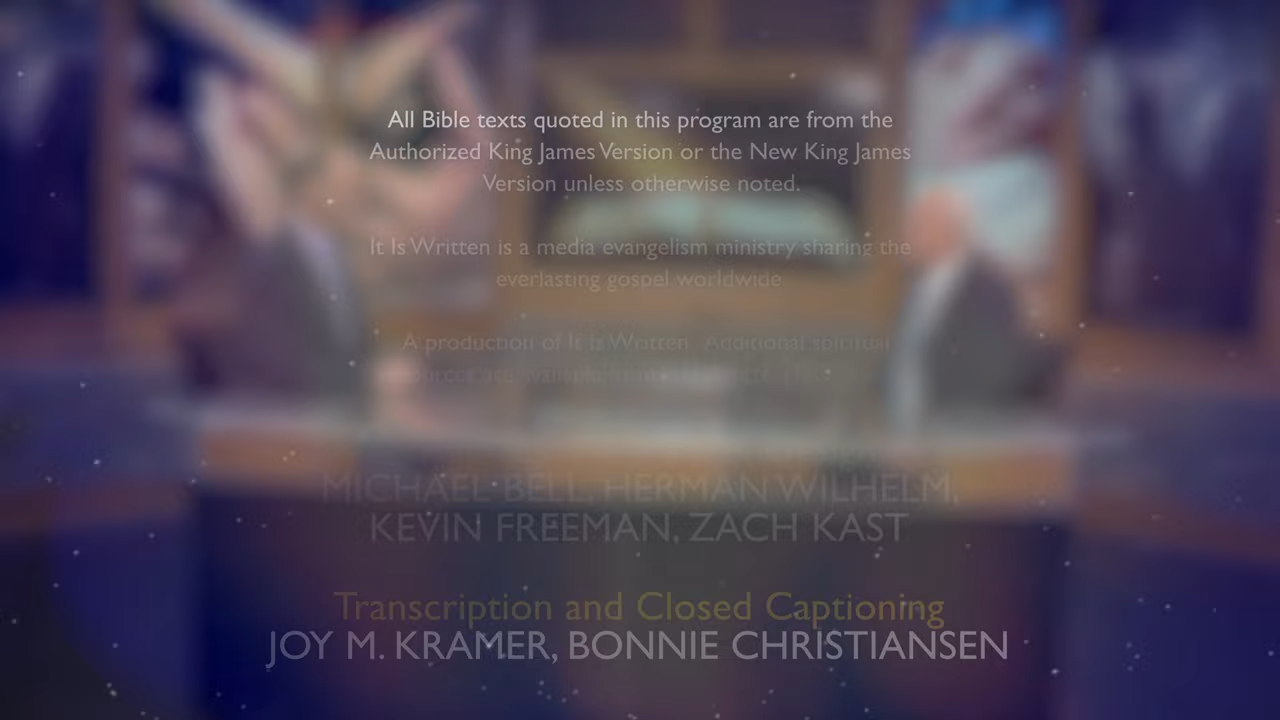 All Bible texts quoted in this program are from the
Authorized King James Version or the New King James
Version unless otherwise noted.
It Is Written is a media evangelism ministry sharing the
everlasting gospel worldwide
A production of It Is Written Additional spiritual
MICHAEL BELL, HERMAN WILHELM,
KEVIN FREEMAN, ZACH KAST
Transcription and Closed Captioning
JOY M. KRAMER, BONNIE CHRISTIANSEN